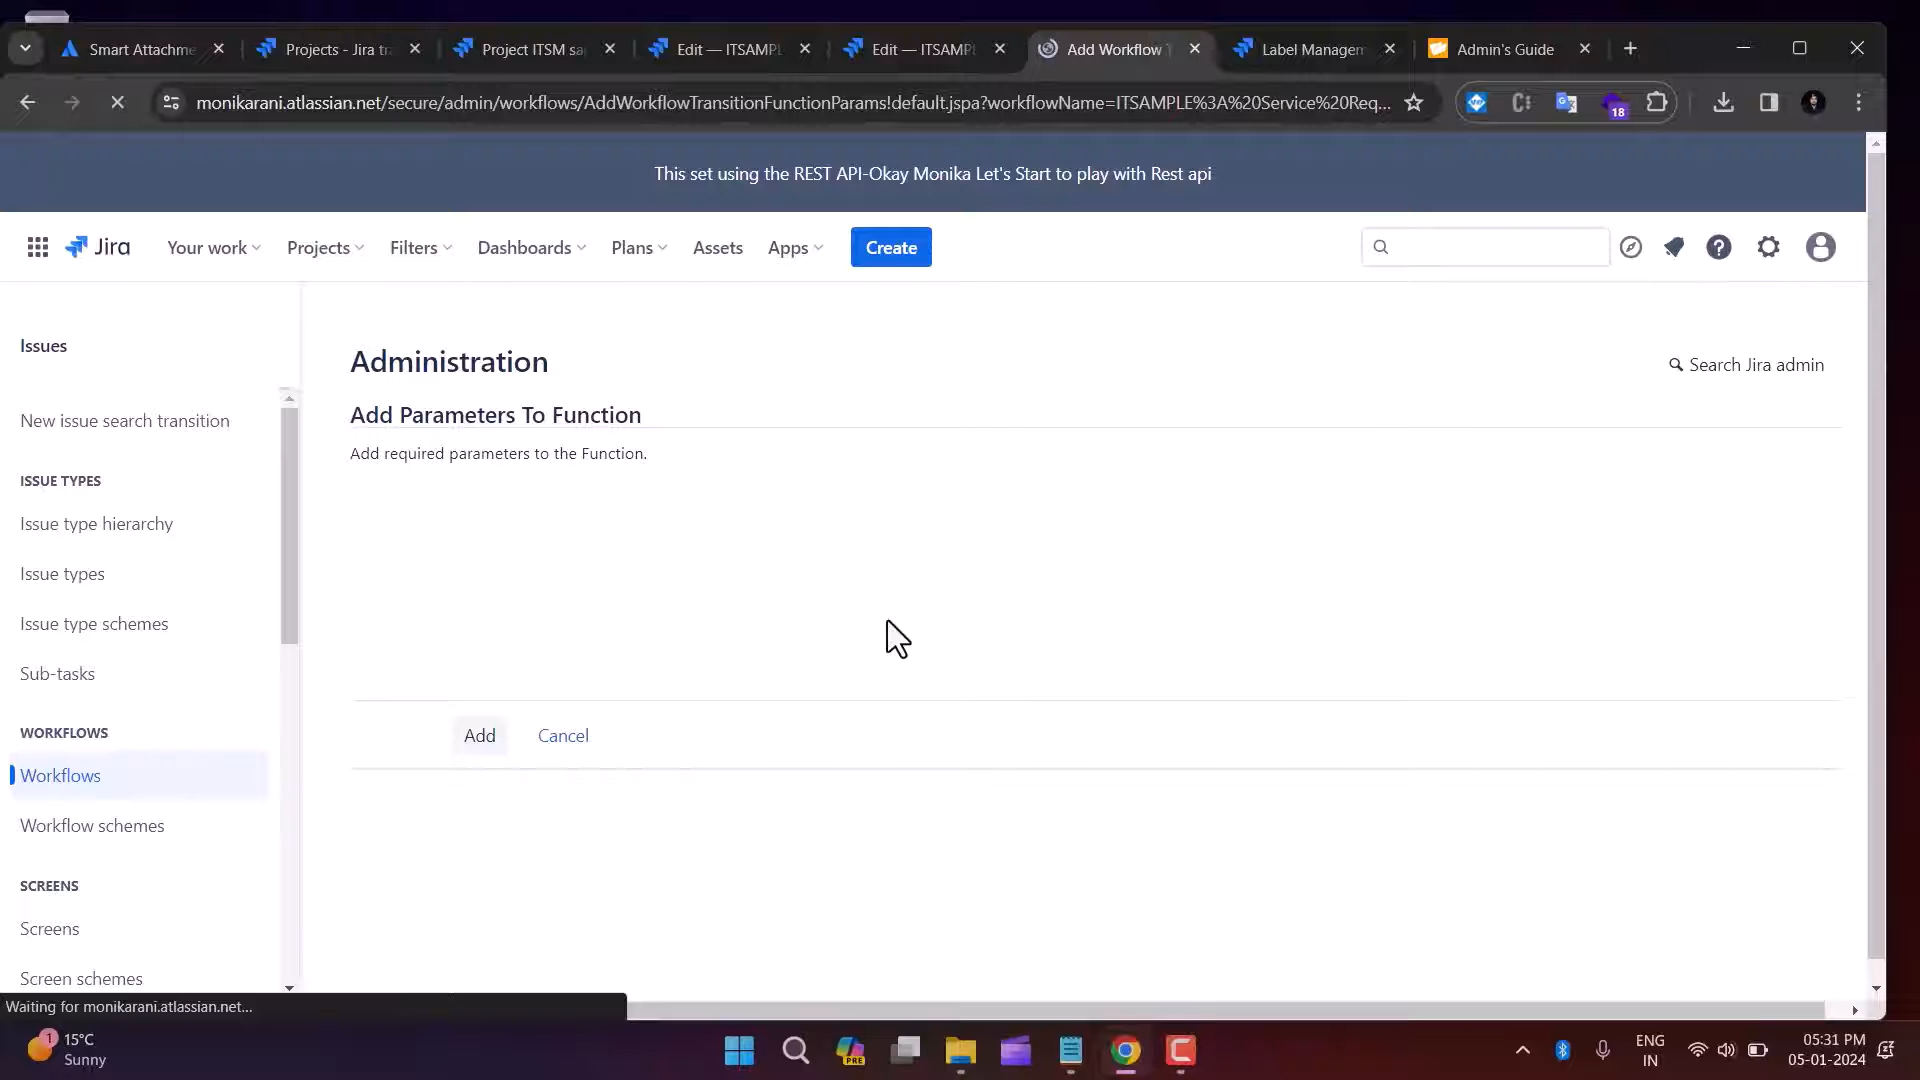 Smart Attachme
Projects - Jira t
Project ITSM sa
Edit — ITSAMPL
Edit — ITSAMPL
Add Workflow T
Label Managem
Admin's Guide
monikarani.atlassian.net/secure/admin/workflows/AddWorkflowTransitionFunctionParams!default.jspa?workflowName=ITSAMPLE%3A%20Service%20Req...
18
This set using the REST API-Okay Monika Let's Start to play with Rest api
Jira
Your work
Projects
Filters
Dashboards
Plans
Assets
Apps
Create
Issues
New issue search transition
ISSUE TYPES
Issue type hierarchy
Issue types
Issue type schemes
Sub-tasks
WORKFLOWS
Workflows
Workflow schemes
SCREENS
Screens
Screen schemes
Administration
Search Jira admin
Add Parameters To Function
Add required parameters to the Function.
Add
Cancel
Waiting for monikarani.atlassian.net...
1
15°C
Sunny
PRE
ENG
IN
05:31 PM
05-01-2024